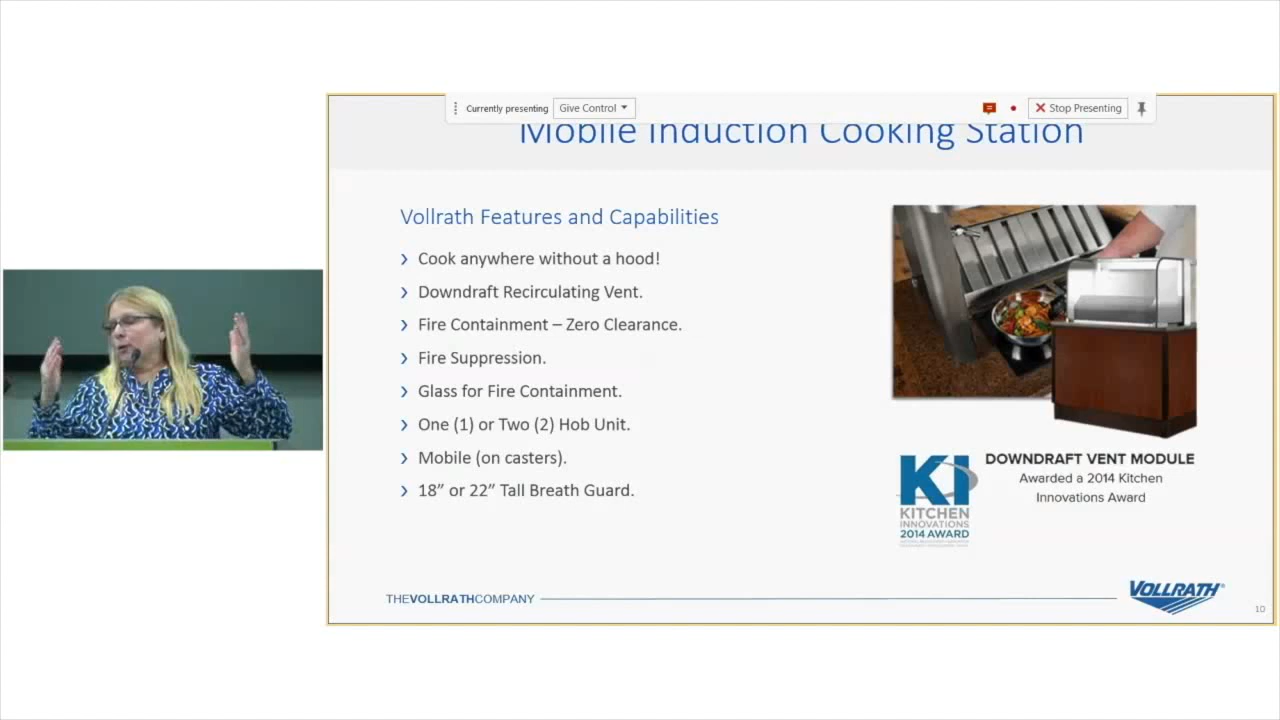 Currently presenting
Give Control
Stop Presenting
Mobile Induction Cooking Station
Vollrath Features and Capabilities
Cook anywhere without a hood!
Downdraft Recirculating Vent.
Fire Containment – Zero Clearance.
Fire Suppression.
Glass for Fire Containment.
One (1) or Two (2) Hob Unit.
Mobile (on casters).
18” or 22” Tall Breath Guard.
DOWNDRAFT VENT MODULE
Awarded a 2014 Kitchen
Innovations Award
KI
KITCHEN
INNOVATIONS
2014 AWARD
THEVOLLRATHCOMPANY
VOLLRATH®
10